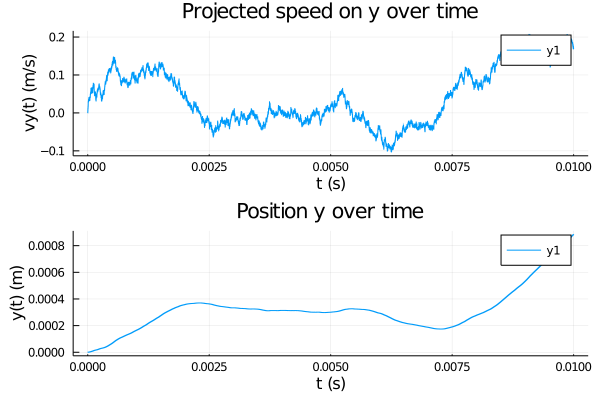 Projected speed on y over time
0.2
0.1
0.0
−0.1
vy(t) (m/s)
y1
0.0000 0.0025 0.0050 0.0075 0.0100
t (s)
Position y over time
0.0008
0.0006
0.0004
0.0002
0.0000
y(t) (m)
y1
0.0000 0.0025 0.0050 0.0075 0.0100
t (s)